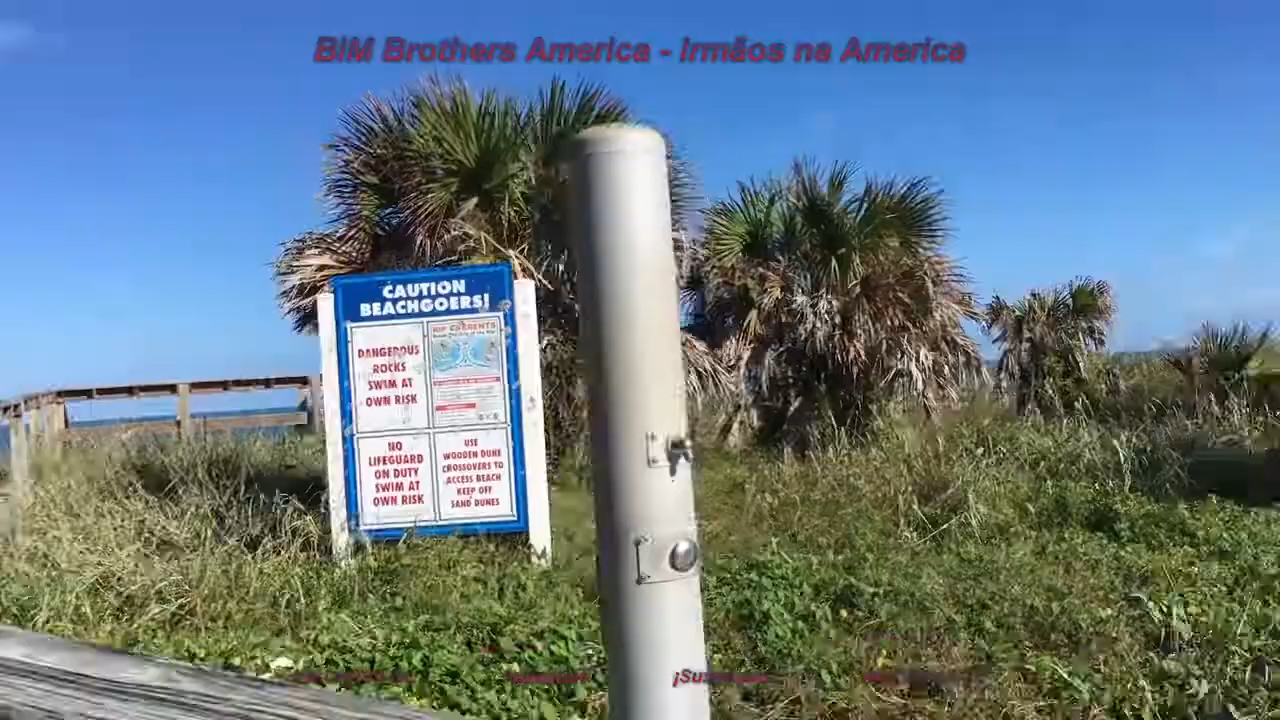 BIM Brothers America - Irmãos na America
CAUTION
BEACHGOERS!
DANGEROUS
ROCKS
SWIM AT
OWN RISK
RIP CURRENTS
NO
LIFEGUARD
ON DUTY
SWIM AT
OWN RISK
USE
WOODEN DUNE
CROSSOVERS TO
ACCESS BEACH
KEEP OFF
SAND DUNES